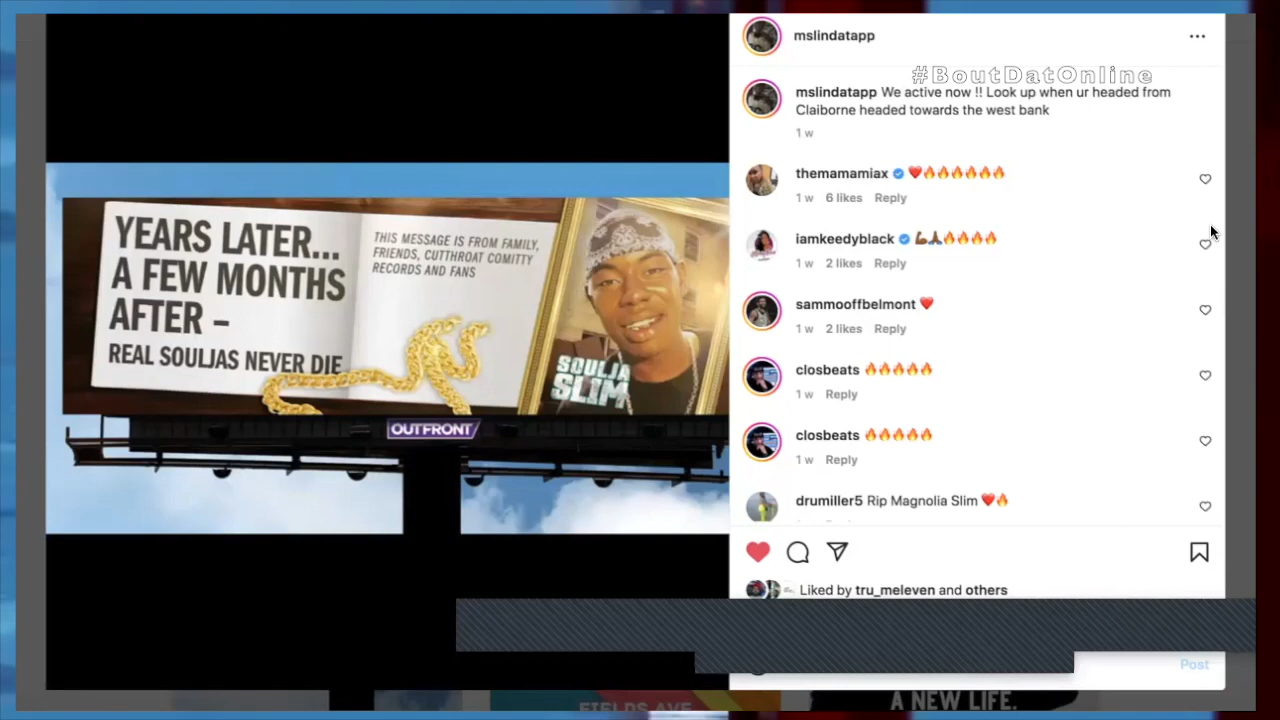 mslindatapp
#BoutDatOnline
mslindatapp We active now !! Look up when ur headed from
Claiborne headed towards the west bank
1 w
themamamiax ❤️🔥🔥🔥🔥🔥🔥
1 w 6 likes Reply
iamkeedyblack 💪🏾🙏🏾🔥🔥🔥🔥
1 w 2 likes Reply
sammooffbelmont ❤️
1 w 2 likes Reply
closbeats 🔥🔥🔥🔥🔥
1 w Reply
closbeats 🔥🔥🔥🔥🔥
1 w Reply
drumiller5 Rip Magnolia Slim ❤️🔥
Liked by tru_meleven and others
Post
YEARS LATER...
A FEW MONTHS
AFTER –
REAL SOULJAS NEVER DIE
THIS MESSAGE IS FROM FAMILY,
FRIENDS, CUTTHROAT COMITTY
RECORDS AND FANS
SOULJA
SLIM
OUTFRONT
FIELDS AVE
A NEW LIFE.